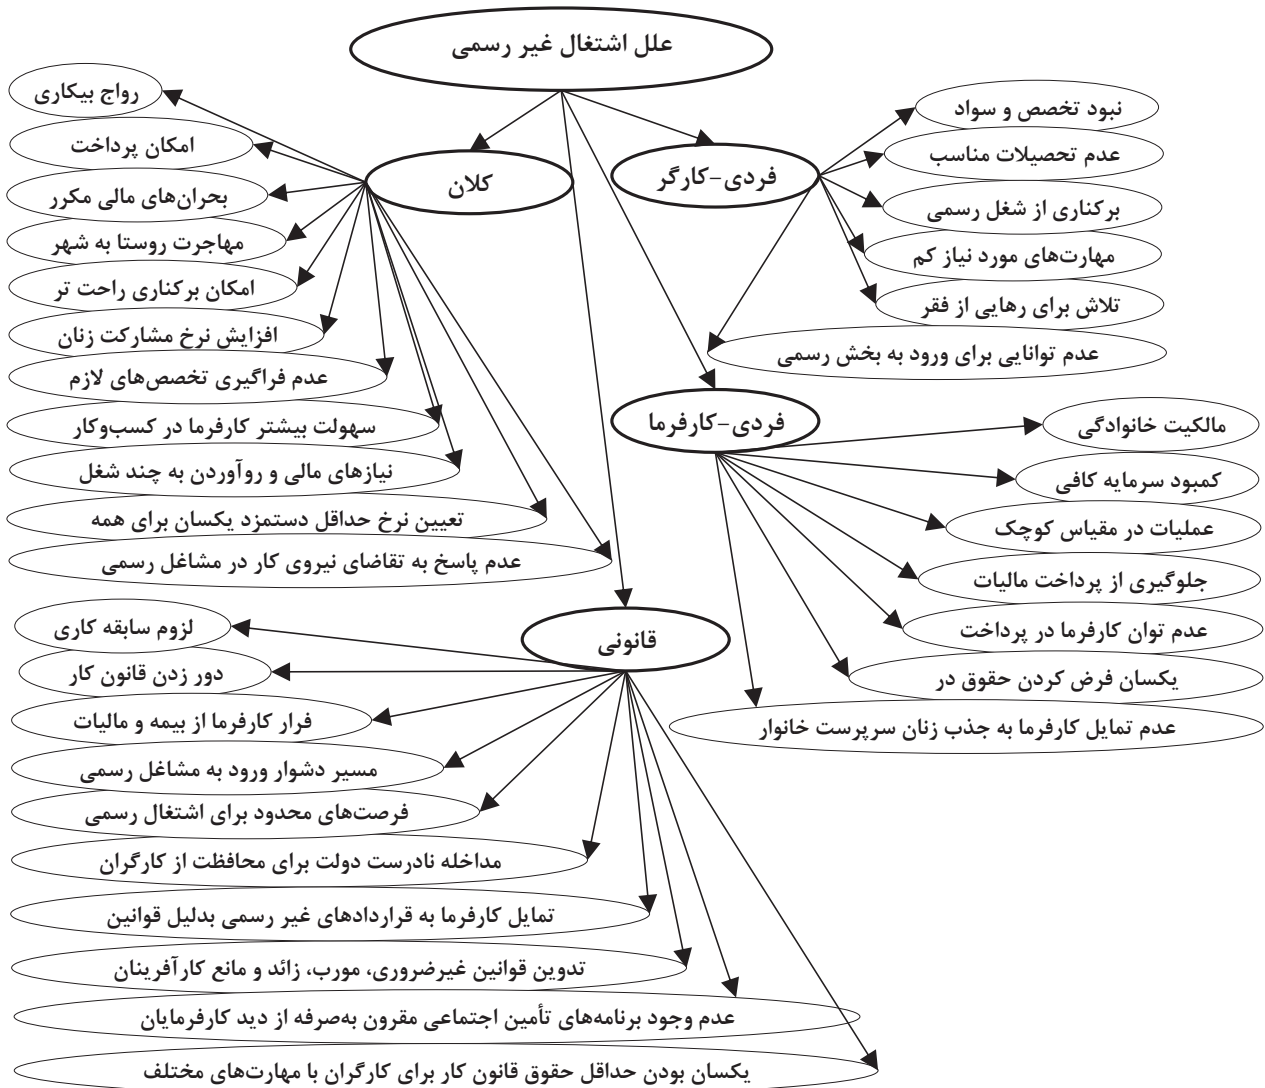 علل اشتغال غیر رسمی
فردی-کارگر
نبود تخصص و سواد
عدم تحصیلات مناسب
برکناری از شغل رسمی
مهارت‌های مورد نیاز کم
تلاش برای رهایی از فقر
عدم توانایی برای ورود به بخش رسمی
کلان
رواج بیکاری
امکان پرداخت
بحران‌های مالی مکرر
مهاجرت روستا به شهر
امکان برکناری راحت تر
افزایش نرخ مشارکت زنان
عدم فراگیری تخصص‌های لازم
سهولت بیشتر کارفرما در کسب‌وکار
نیازهای مالی و روآوردن به چند شغل
تعیین نرخ حداقل دستمزد یکسان برای همه
عدم پاسخ به تقاضای نیروی کار در مشاغل رسمی
فردی-کارفرما
مالکیت خانوادگی
کمبود سرمایه کافی
عملیات در مقیاس کوچک
جلوگیری از پرداخت مالیات
عدم توان کارفرما در پرداخت
یکسان فرض کردن حقوق در
عدم تمایل کارفرما به جذب زنان سرپرست خانوار
قانونی
لزوم سابقه کاری
دور زدن قانون کار
فرار کارفرما از بیمه و مالیات
مسیر دشوار ورود به مشاغل رسمی
فرصت‌های محدود برای اشتغال رسمی
مداخله نادرست دولت برای محافظت از کارگران
تمایل کارفرما به قراردادهای غیر رسمی بدلیل قوانین
تدوین قوانین غیرضروری، مورب، زائد و مانع کارآفرینان
عدم وجود برنامه‌های تأمین اجتماعی مقرون به‌صرفه از دید کارفرمایان
یکسان بودن حداقل حقوق قانون کار برای کارگران با مهارت‌های مختلف